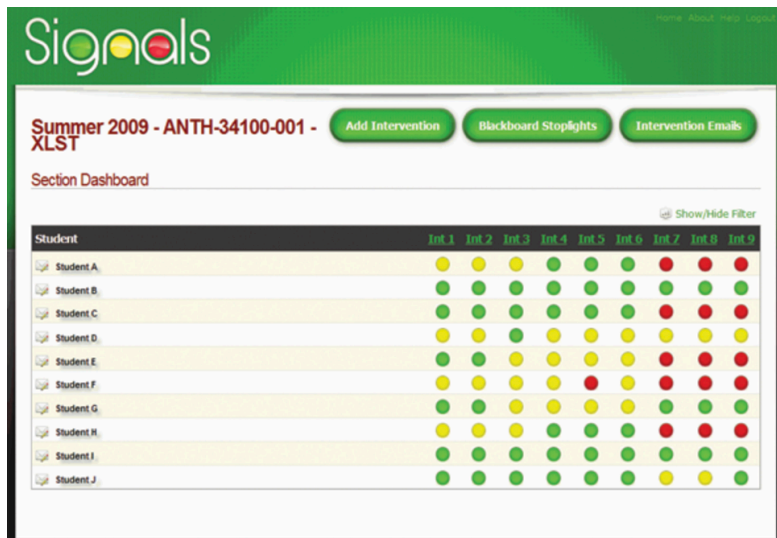 Home About Help Logout
Signals
Summer 2009 - ANTH-34100-001 -
XLST
Add Intervention Blackboard Stoplights Intervention Emails
Section Dashboard
Show/Hide Filter
Student Int 1 Int 2 Int 3 Int 4 Int 5 Int 6 Int 7 Int 8 Int 9
Student A
Student B
Student C
Student D
Student E
Student F
Student G
Student H
Student I
Student J